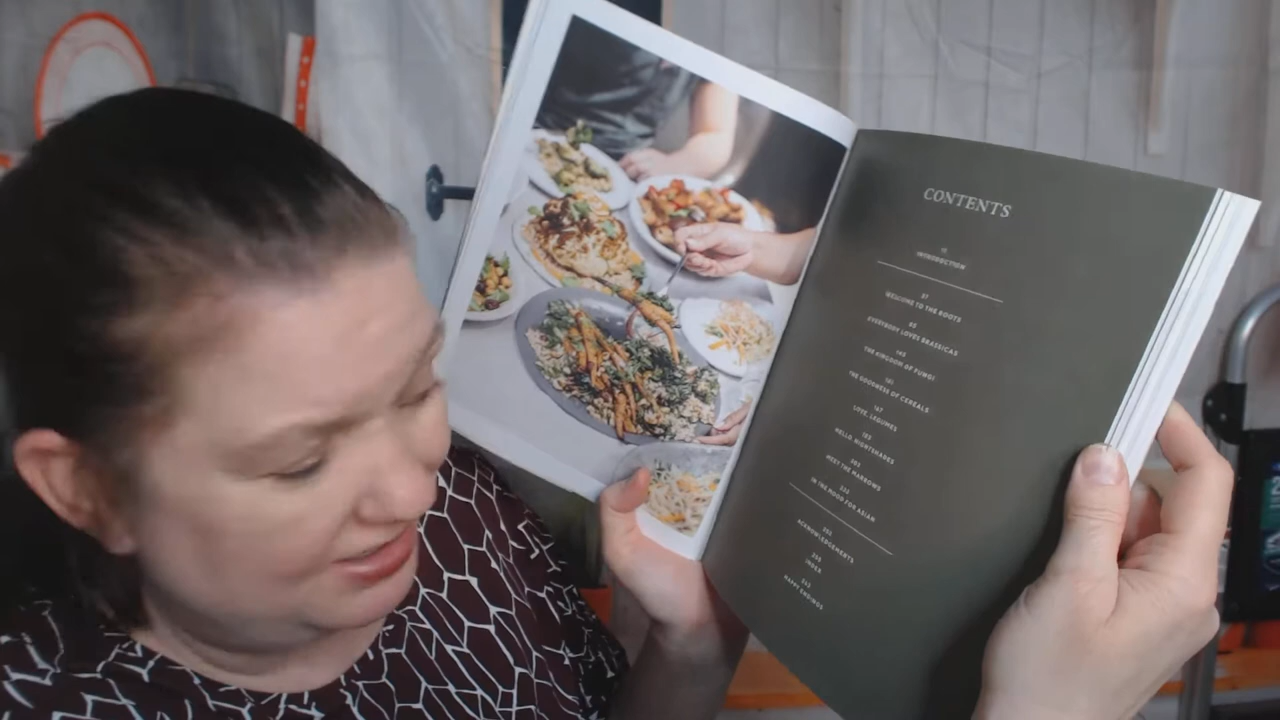 CONTENTS
INTRODUCTION
WELCOME TO THE ROOTS
EVERYBODY LOVES BRASSICAS
THE KINGDOM OF FUNGI
THE GOODNESS OF CEREALS
LOVE, LEGUMES
HELLO, NIGHTSHADES
MEET THE MARROWS
IN THE MOOD FOR ASIAN
ACKNOWLEDGEMENTS
INDEX
HAPPY ENDINGS